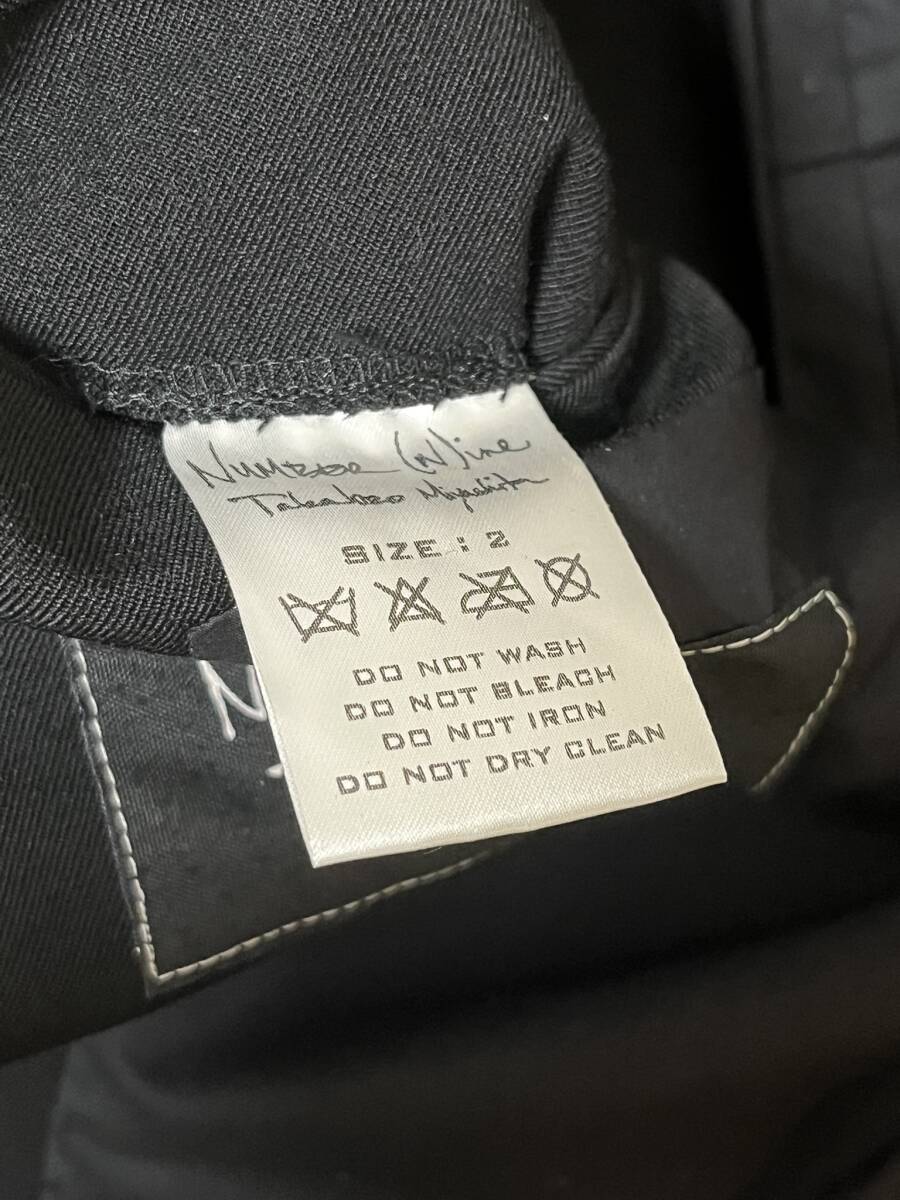 Number (N)ine
Takahiro Miyashita
SIZE : 2
DO NOT WASH
DO NOT BLEACH
DO NOT IRON
DO NOT DRY CLEAN
N